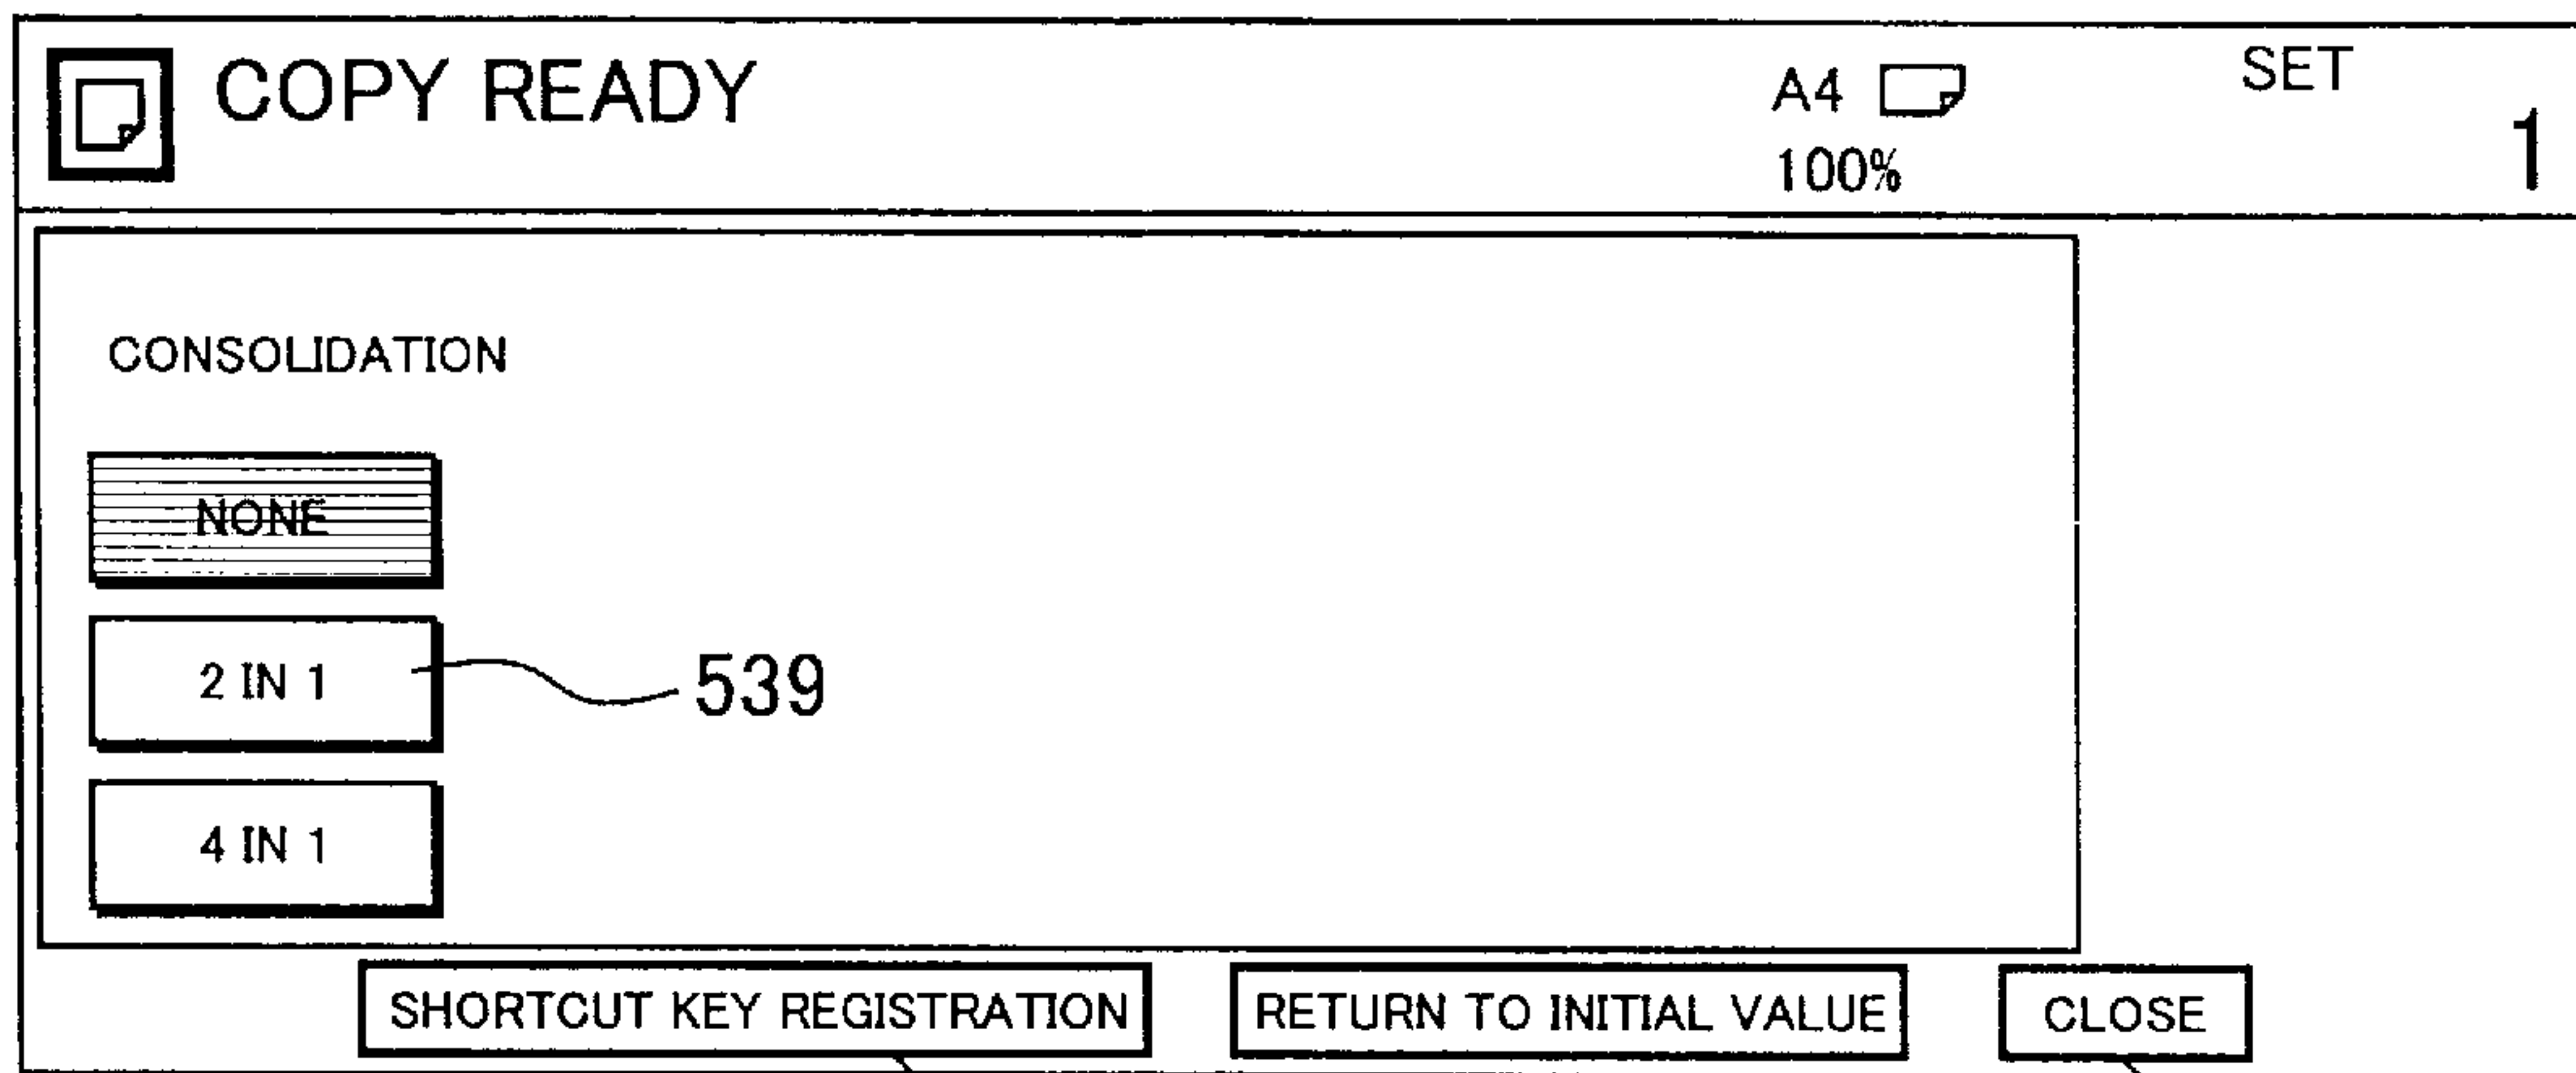 COPY READY
A4
SET
100%
1
CONSOLIDATION
NONE
2 IN 1
539
4 IN 1
SHORTCUT KEY REGISTRATION
RETURN TO INITIAL VALUE
CLOSE